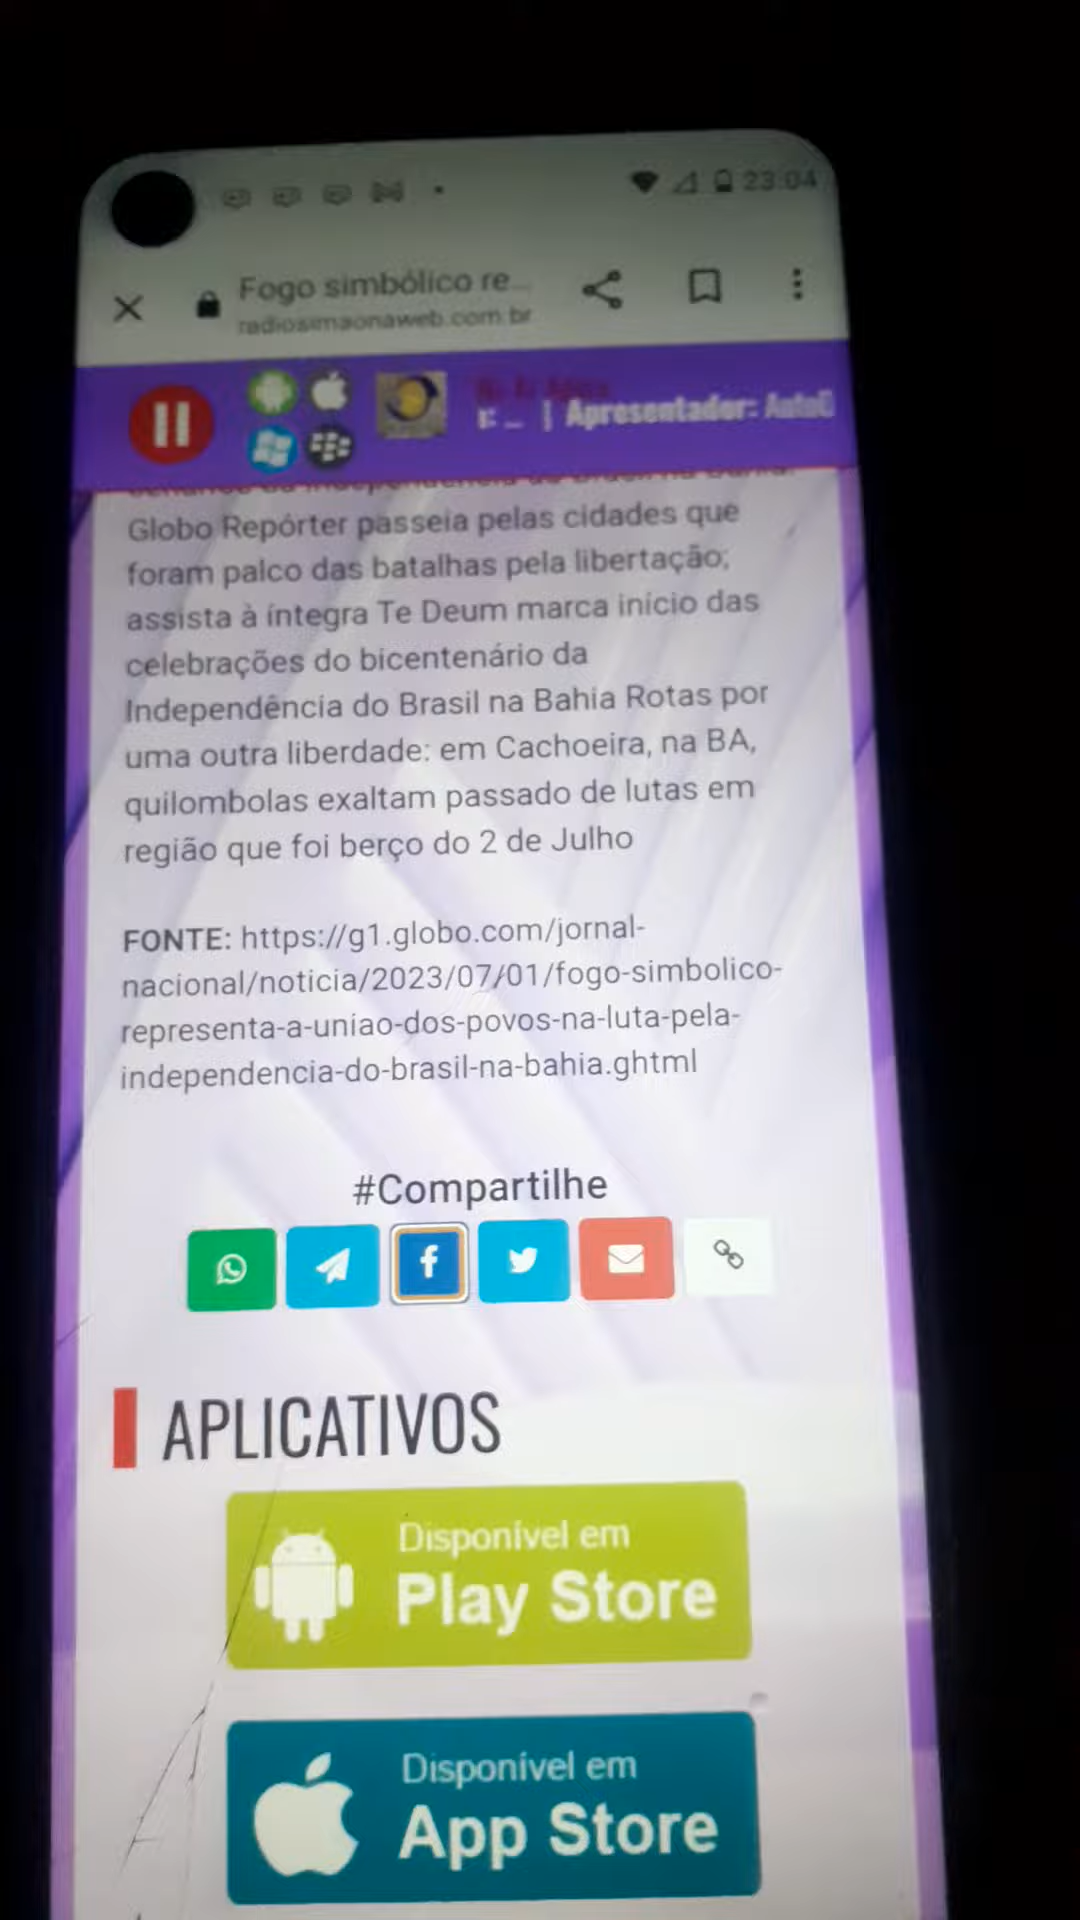 23:04
Fogo simbólico re...
radiosimaonaweb.com.br
| Apresentador: AutoD
Globo Repórter passeia pelas cidades que
foram palco das batalhas pela libertação;
assista à íntegra Te Deum marca início das
celebrações do bicentenário da
Independência do Brasil na Bahia Rotas por
uma outra liberdade: em Cachoeira, na BA,
quilombolas exaltam passado de lutas em
região que foi berço do 2 de Julho
FONTE: https://g1.globo.com/jornal-
nacional/noticia/2023/07/01/fogo-simbolico-
representa-a-uniao-dos-povos-na-luta-pela-
independencia-do-brasil-na-bahia.ghtml
#Compartilhe
APLICATIVOS
Disponível em
Play Store
Disponível em
App Store